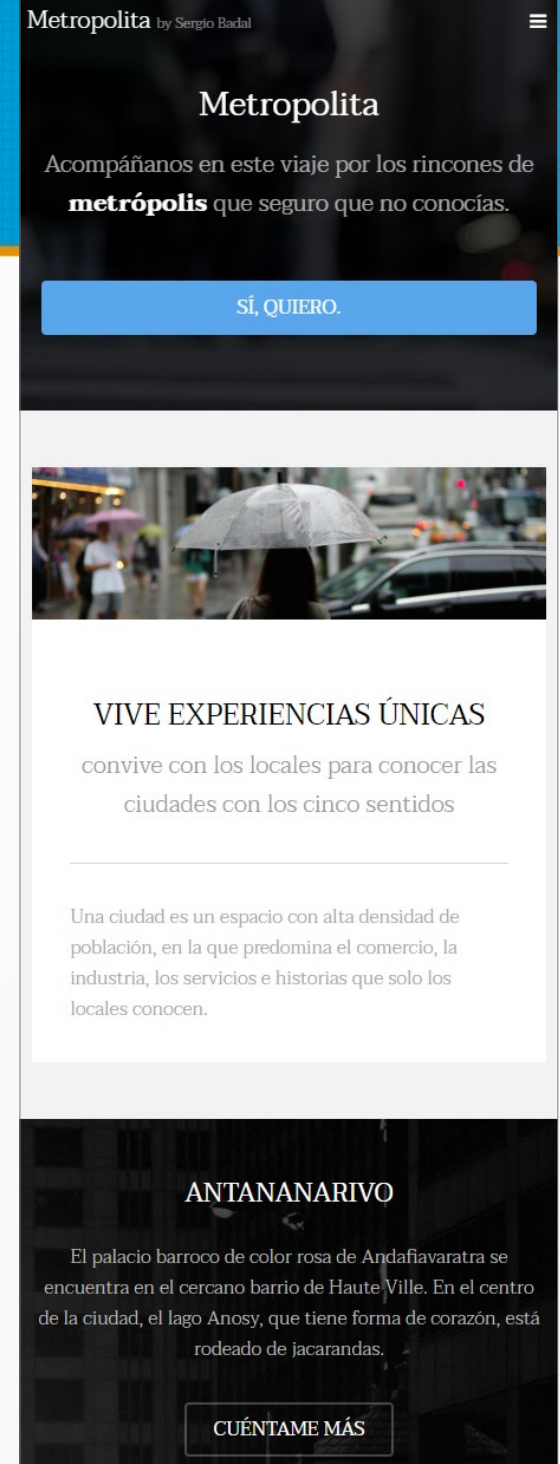 Metropolita by Sergio Badal
Metropolita
Acompáñanos en este viaje por los rincones de
metrópolis que seguro que no conocías.
SÍ, QUIERO.
VIVE EXPERIENCIAS ÚNICAS
convive con los locales para conocer las
ciudades con los cinco sentidos
Una ciudad es un espacio con alta densidad de
población, en la que predomina el comercio, la
industria, los servicios e historias que solo los
locales conocen.
ANTANANARIVO
El palacio barroco de color rosa de Andafiavaratra se
encuentra en el cercano barrio de Haute Ville. En el centro
de la ciudad, el lago Anosy, que tiene forma de corazón, está
rodeado de jacarandas.
CUÉNTAME MÁS